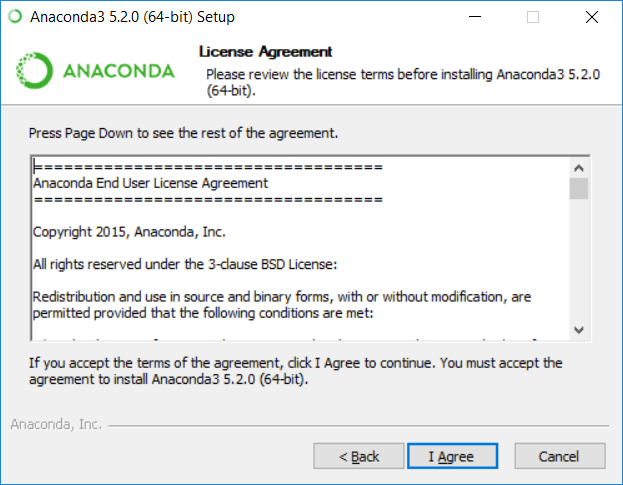 Anaconda3 5.2.0 (64-bit) Setup
ANACONDA
License Agreement
Please review the license terms before installing Anaconda3 5.2.0
(64-bit).
Press Page Down to see the rest of the agreement.
===================================
Anaconda End User License Agreement
===================================
Copyright 2015, Anaconda, Inc.
All rights reserved under the 3-clause BSD License:
Redistribution and use in source and binary forms, with or without modification, are
permitted provided that the following conditions are met:
If you accept the terms of the agreement, click I Agree to continue. You must accept the
agreement to install Anaconda3 5.2.0 (64-bit).
Anaconda, Inc.
< Back
I Agree
Cancel